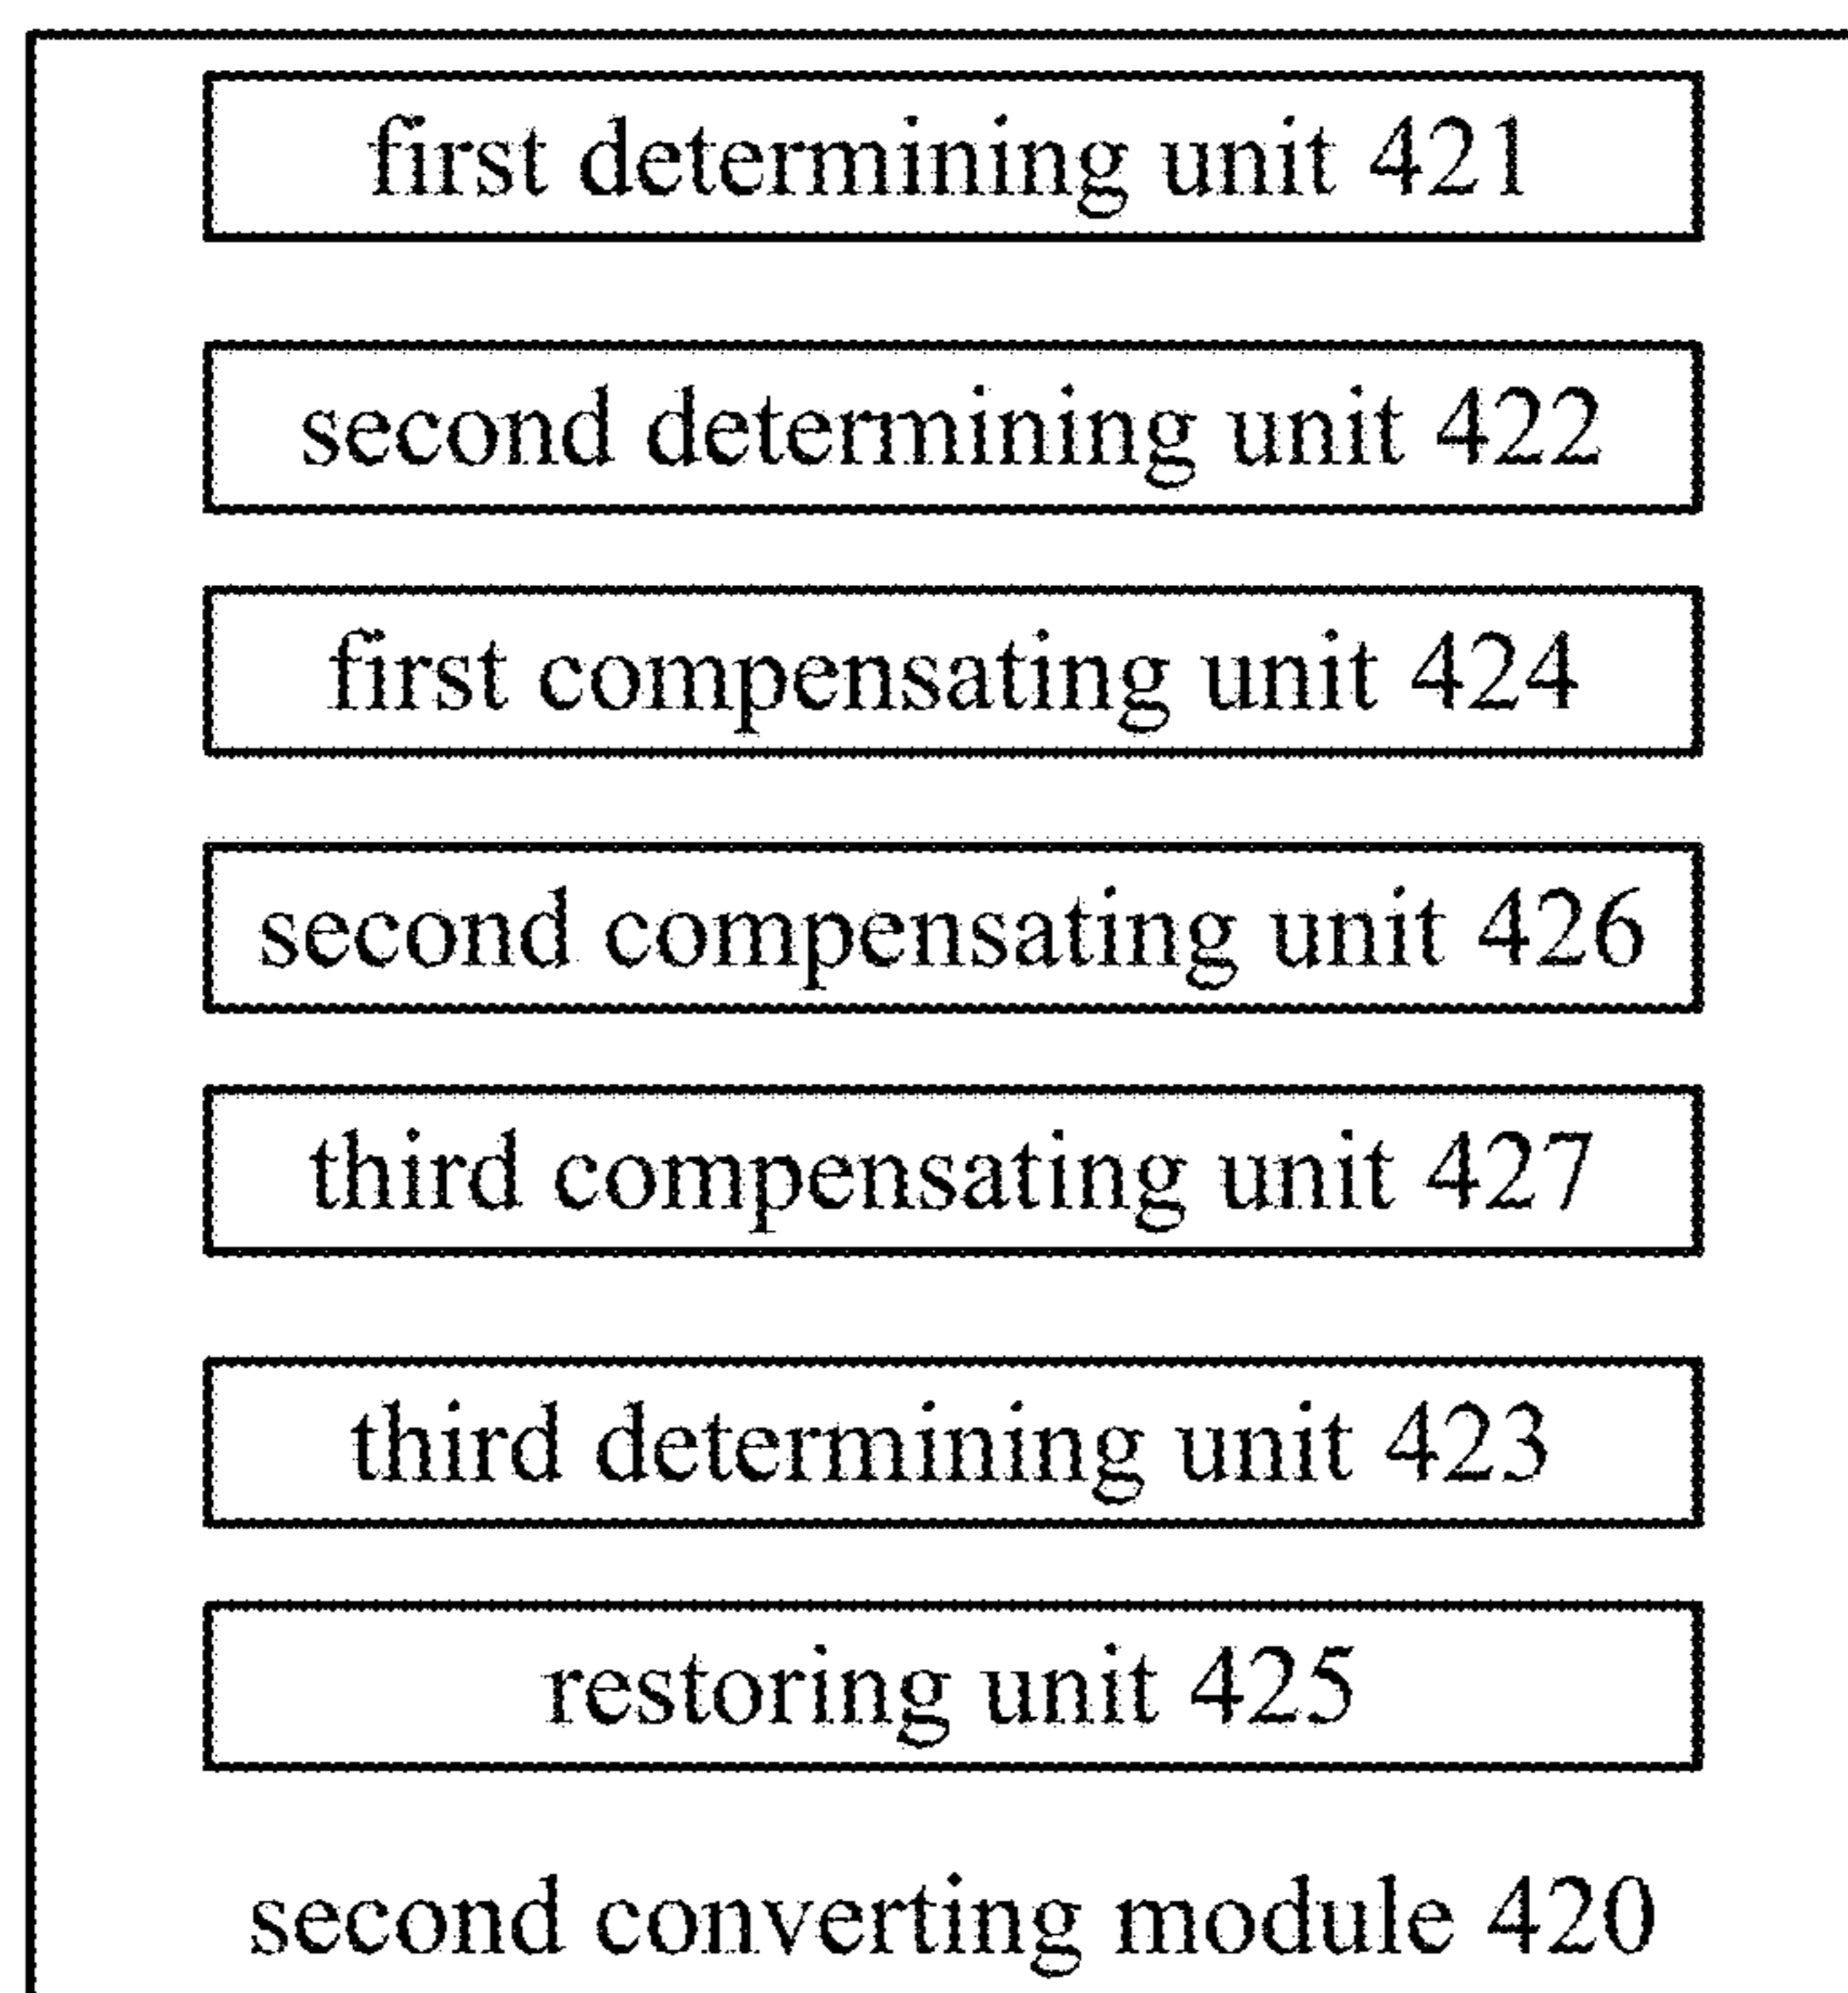 first determining unit 421
second determining unit 422
first compensating unit 424
second compensating unit 426
third compensating unit 427
third determining unit 423
restoring unit 425
second converting module 420